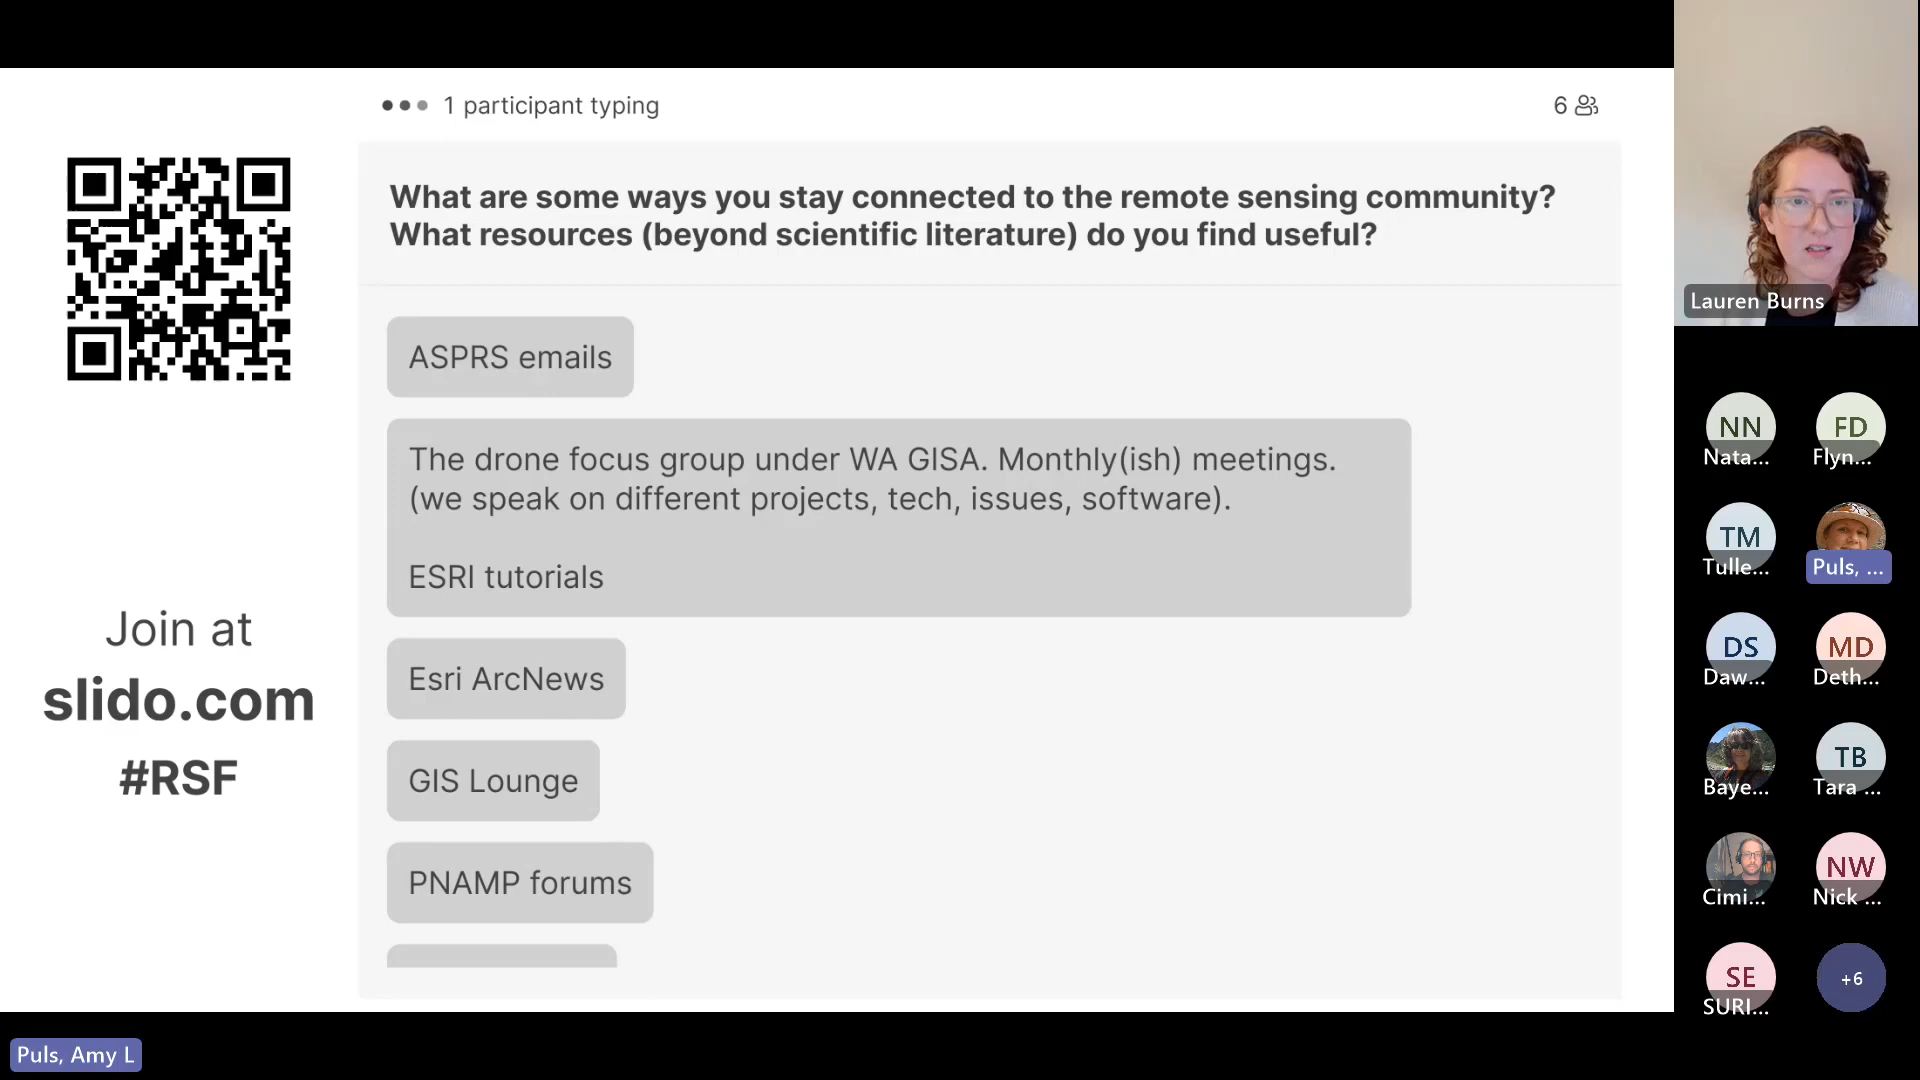 1 participant typing
6
What are some ways you stay connected to the remote sensing community?
What resources (beyond scientific literature) do you find useful?
ASPRS emails
The drone focus group under WA GISA. Monthly(ish) meetings.
(we speak on different projects, tech, issues, software).
ESRI tutorials
Esri ArcNews
GIS Lounge
PNAMP forums
Join at
slido.com
#RSF
Lauren Burns
NN
Nata...
FD
Flyn...
TM
Tulle...
Puls, ...
DS
Daw...
MD
Deth...
Baye...
TB
Tara ...
Cimi...
NW
Nick ...
SE
SURI...
+6
Puls, Amy L